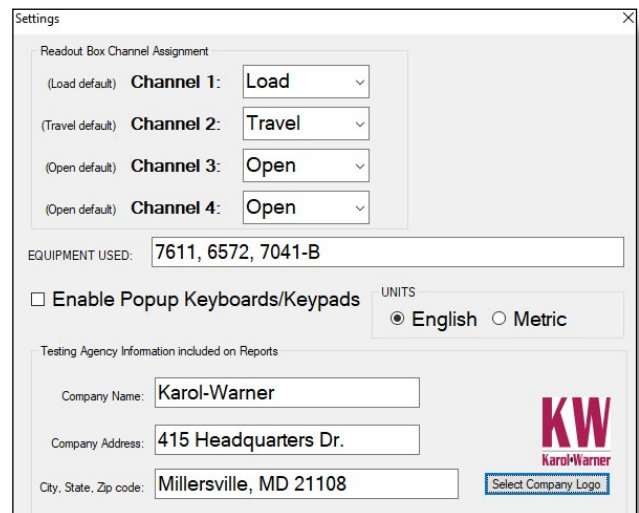 Settings
Readout Box Channel Assignment
(Load default) Channel 1: Load
(Travel default) Channel 2: Travel
(Open default) Channel 3: Open
(Open default) Channel 4: Open
EQUIPMENT USED: 7611, 6572, 7041-B
Enable Popup Keyboards/Keypads
UNITS
English Metric
Testing Agency Information included on Reports
Company Name: Karol-Warner
Company Address: 415 Headquarters Dr.
City, State, Zip code: Millersville, MD 21108
KW
Karol•Warner
Select Company Logo